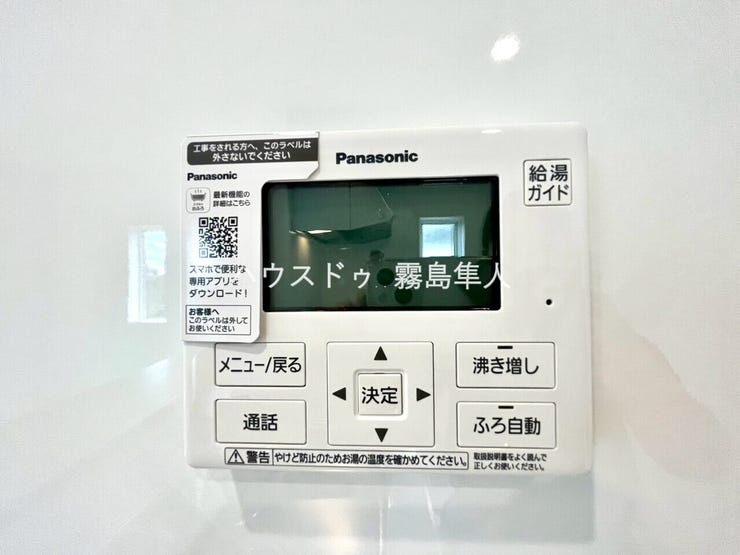 工事をされる方へ、このラベルは
外さないでください
Panasonic
最新機能の
詳細はこちら
スマホで便利な
専用アプリを
ダウンロード！
お客様へ
このラベルは外して
お使いください
Panasonic
給湯
ガイド
ハウスドゥ 霧島隼人
メニュー/戻る
決定
沸き増し
通話
ふろ自動
警告 やけど防止のためお湯の温度を確かめてください。
取扱説明書をよく読んで
正しくお使いください。